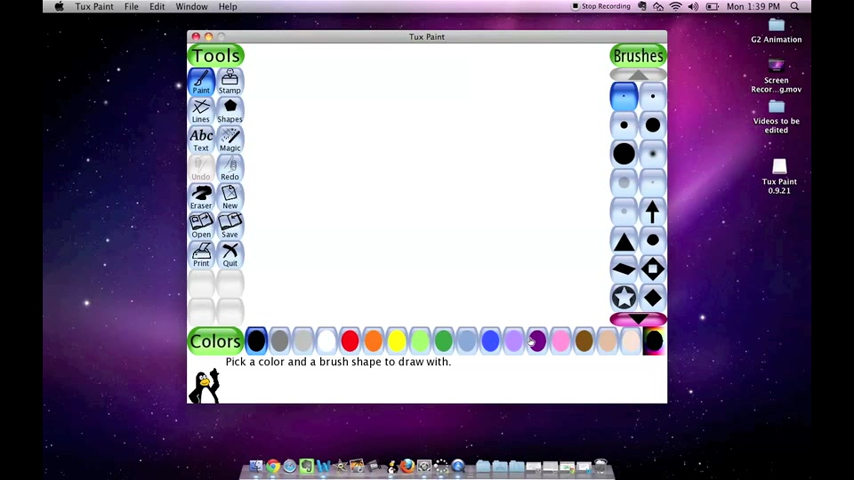 Tux Paint File Edit Window Help Stop Recording Mon 1:39 PM
Tux Paint
Tools Brushes
Paint Stamp
Lines Shapes
Abc
Text Magic
Undo Redo
Eraser New
Open Save
Print Quit
Colors
Pick a color and a brush shape to draw with.
G2 Animation
Screen
Recor...g.mov
Videos to be
edited
Tux Paint
0.9.21